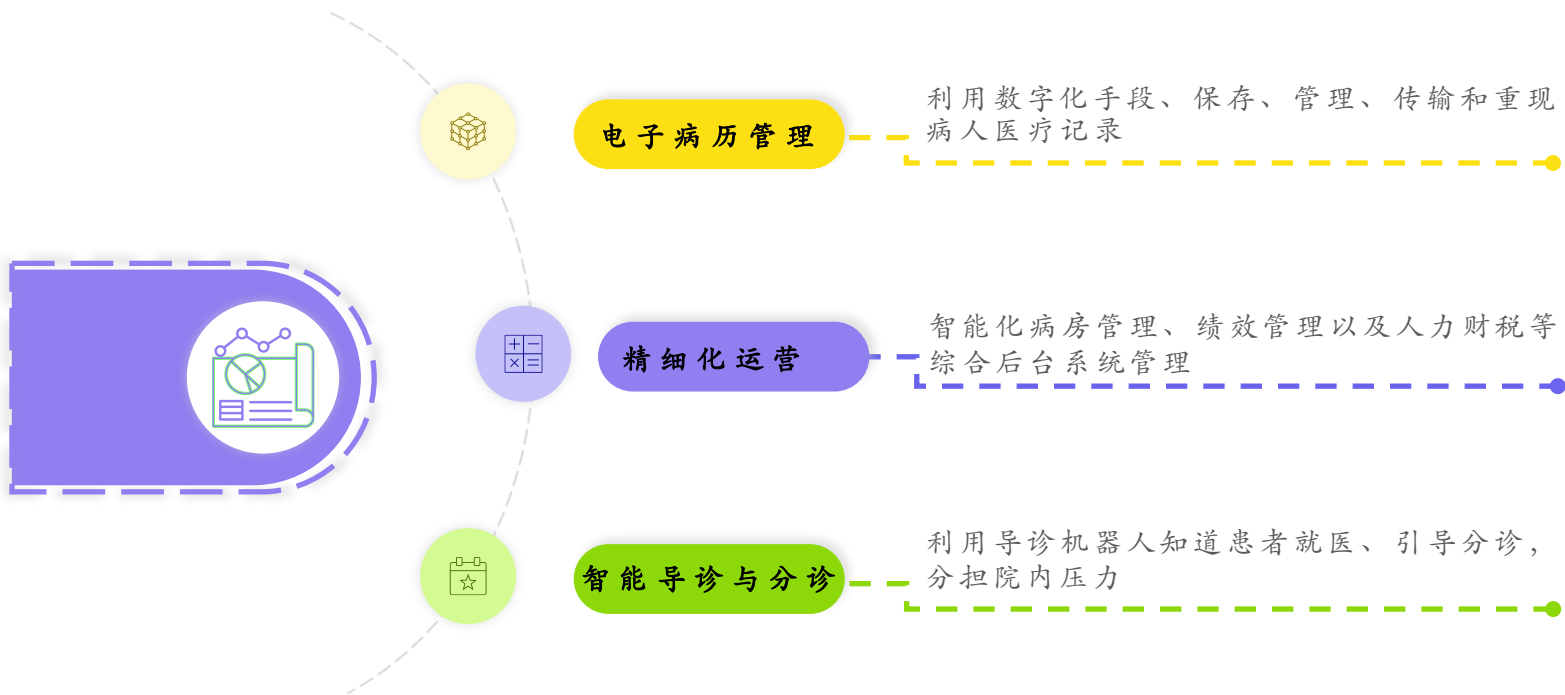 电子病历管理
利用数字化手段、保存、管理、传输和重现
病人医疗记录
精细化运营
智能化病房管理、绩效管理以及人力财税等
综合后台系统管理
智能导诊与分诊
利用导诊机器人知道患者就医、引导分诊，
分担院内压力